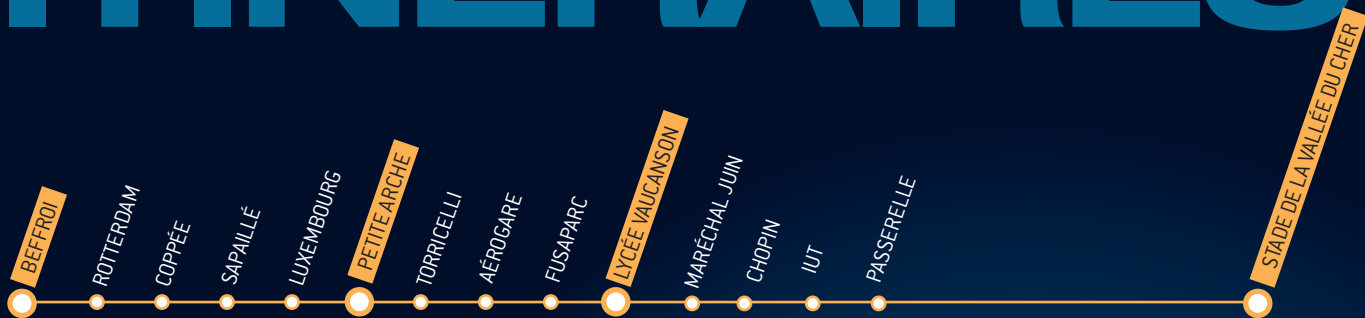 ITINÉRAIRES
BEFFROI
ROTTERDAM
COPPÉE
SAPAILLÉ
LUXEMBOURG
PETITE ARCHE
TORRICELLI
AÉROGARE
FUSAPARC
LYCÉE VAUCANSON
MARÉCHAL JUIN
CHOPIN
IUT
PASSERELLE
STADE DE LA VALLÉE DU CHER